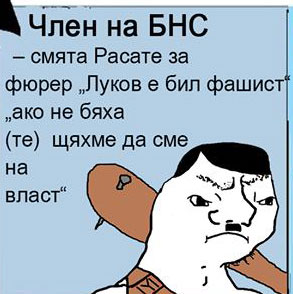 Член на БНС
– смята Расате за
фюрер „Луков е бил фашист“
„ако не бяха
(те) щяхме да сме
на
власт“